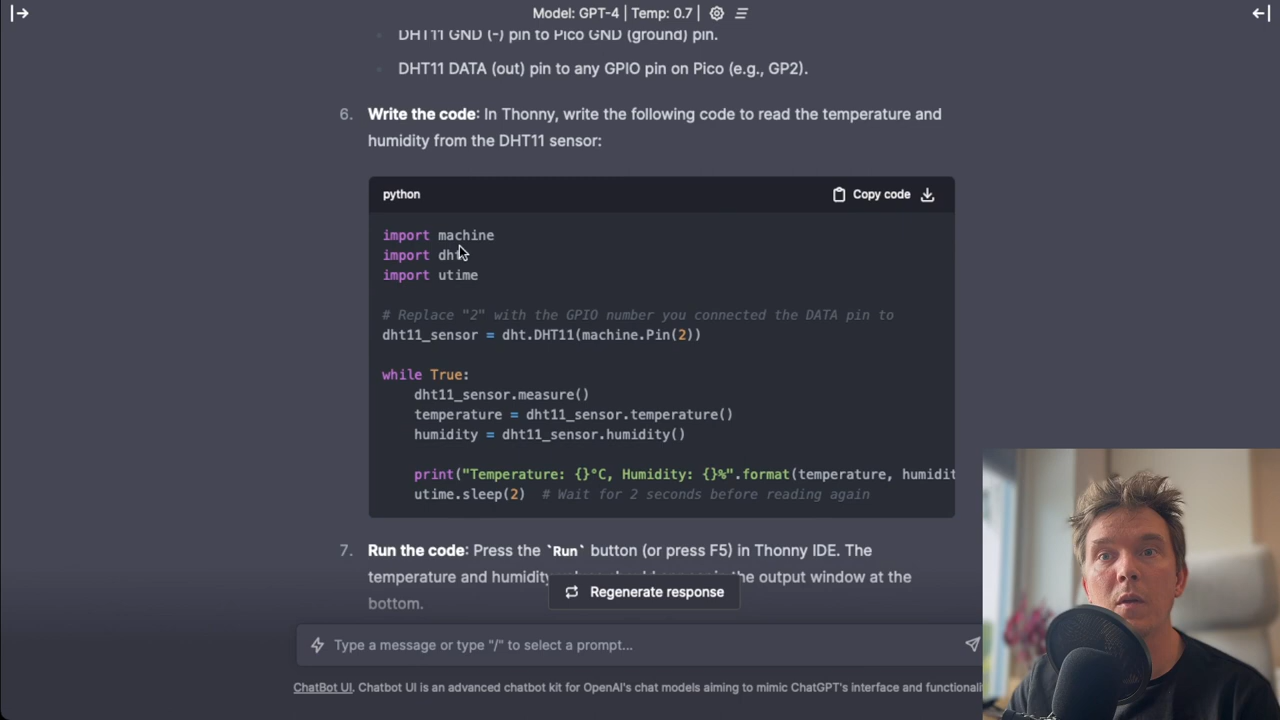 Model: GPT-4 | Temp: 0.7 |
DHT11 GND (-) pin to Pico GND (ground) pin.
DHT11 DATA (out) pin to any GPIO pin on Pico (e.g., GP2).
6. Write the code: In Thonny, write the following code to read the temperature and
humidity from the DHT11 sensor:
python
Copy code
import machine
import dht
import utime
# Replace "2" with the GPIO number you connected the DATA pin to
dht11_sensor = dht.DHT11(machine.Pin(2))
while True:
dht11_sensor.measure()
temperature = dht11_sensor.temperature()
humidity = dht11_sensor.humidity()
print("Temperature: {}°C, Humidity: {}%".format(temperature, humidit
utime.sleep(2) # Wait for 2 seconds before reading again
7. Run the code: Press the `Run` button (or press F5) in Thonny IDE. The
temperature and humidity the output window at the
bottom.
Regenerate response
Type a message or type "/" to select a prompt...
ChatBot UI. Chatbot UI is an advanced chatbot kit for OpenAI's chat models aiming to mimic ChatGPT's interface and functionali